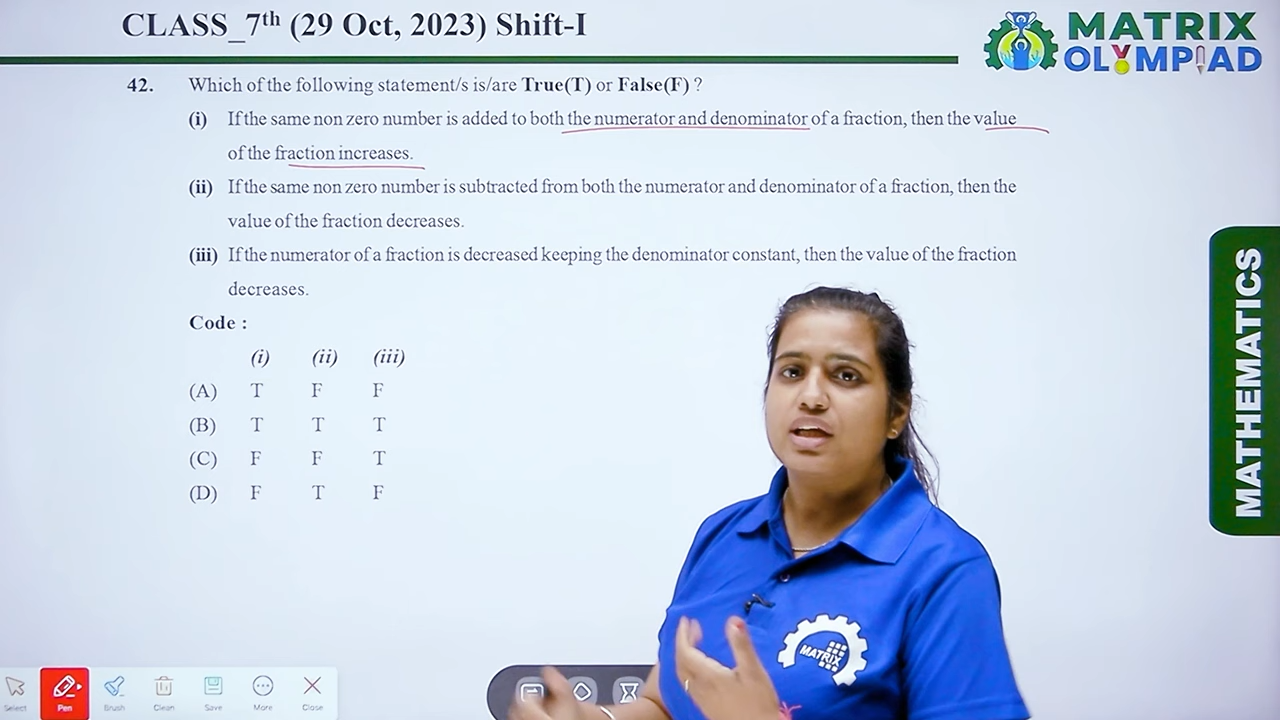 CLASS_7th (29 Oct, 2023) Shift-I
MATRIX
OLYMPIAD
42. Which of the following statement/s is/are True(T) or False(F) ?
(i) If the same non zero number is added to both the numerator and denominator of a fraction, then the value
of the fraction increases.
(ii) If the same non zero number is subtracted from both the numerator and denominator of a fraction, then the
value of the fraction decreases.
(iii) If the numerator of a fraction is decreased keeping the denominator constant, then the value of the fraction
decreases.
Code :
(i) (ii) (iii)
(A) T F F
(B) T T T
(C) F F T
(D) F T F
MATHEMATICS
MATRIX
Select Pen Brush Clean Save More Close